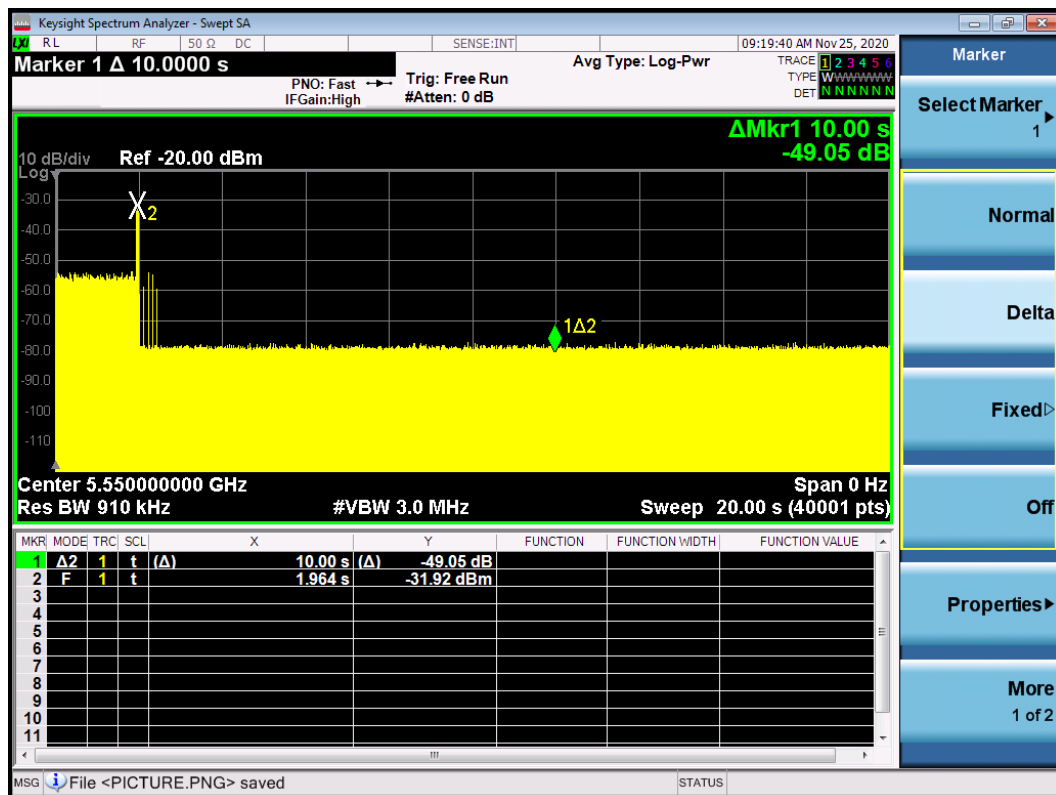 Keysight Spectrum Analyzer - Swept SA
LXI RL RF 50 Ω DC SENSE:INT 09:19:40 AM Nov 25, 2020
Marker 1 Δ 10.0000 s
PNO: Fast
IFGain:High
Trig: Free Run
#Atten: 0 dB
Avg Type: Log-Pwr
TRACE 1 2 3 4 5 6
TYPE WWWWWW
DET N N N N N N
ΔMkr1 10.00 s
-49.05 dB
10 dB/div Ref -20.00 dBm
Log
-30.0
-40.0
-50.0
-60.0
-70.0
-80.0
-90.0
-100
-110
X2
1Δ2
Center 5.550000000 GHz Span 0 Hz
Res BW 910 kHz #VBW 3.0 MHz Sweep 20.00 s (40001 pts)
MKR MODE TRC SCL X Y FUNCTION FUNCTION WIDTH FUNCTION VALUE
1 Δ2 1 t (Δ) 10.00 s (Δ) -49.05 dB
2 F 1 t 1.964 s -31.92 dBm
3
4
5
6
7
8
9
10
11
MSG File <PICTURE.PNG> saved STATUS
Marker
Select Marker
1
Normal
Delta
Fixed
Off
Properties
More
1 of 2